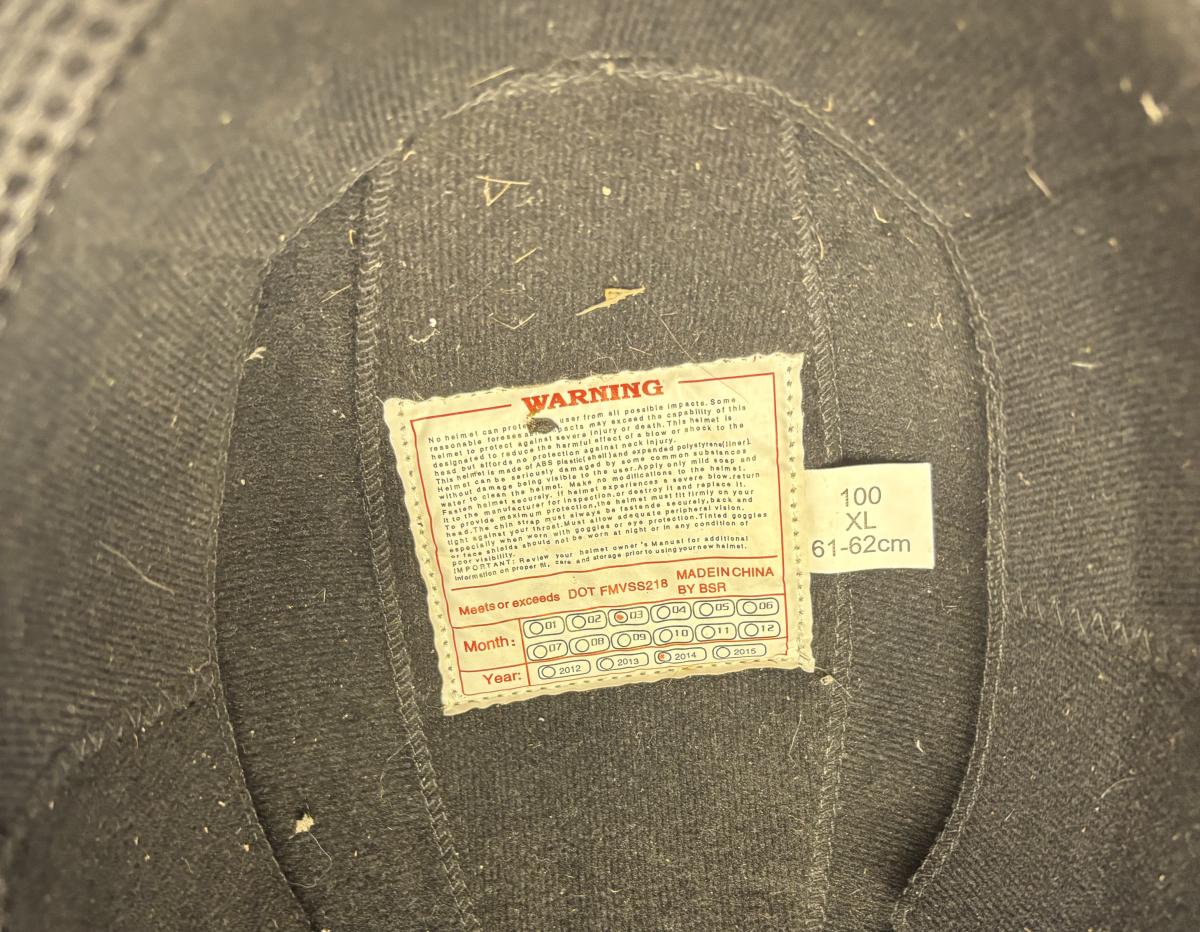 WARNING
No helmet can prote user from all possible impacts. Some
reasonable foreseea pacts may exceed the capability of this
helmet to protect against severe injury or death. This helmet is
designated to reduce the harmful effect of a blow or shock to the
head but affords no protection against neck injury.
This helmet is made of ABS plastic(shell)and expanded polystyrene(liner).
Helmet can be seriously damaged by some common substances
without damage being visible to the user.Apply only mild soap and
water to clean the helmet. Make no modifications to the helmet.
Fasten helmet securely. If helmet experiences a severe blow,return
it to the manufacturer for inspection,or destroy it and replace it.
To provide maximum protection,the helmet must fit firmly on your
head.The chin strap must always be fastende securely,back and
tight against your throat.Must allow adequate peripheral vision,
especially when worn with goggles or eye protection.Tinted goggles
or face shields should not be worn at night or in any condition of
poor visibility.
IMPORTANT: Review your helmet owner's Manual for additional
information on proper fit, care and storage prior to using your new helmet.
Meets or exceeds DOT FMVSS218 MADE IN CHINA
BY BSR
Month: 01 02 03 04 05 06
07 08 09 10 11 12
Year: 2012 2013 2014 2015
100
XL
61-62cm